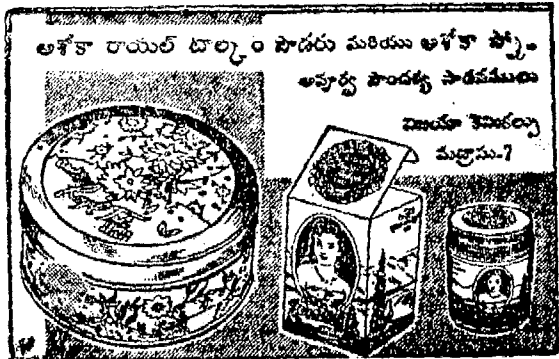 అశోకా రాయల్ టాల్కం పౌడరు మరియు అశోకా స్నో
అపూర్వ సౌందర్య సాధనములు
విజయా కెమికల్సు
మద్రాసు-7